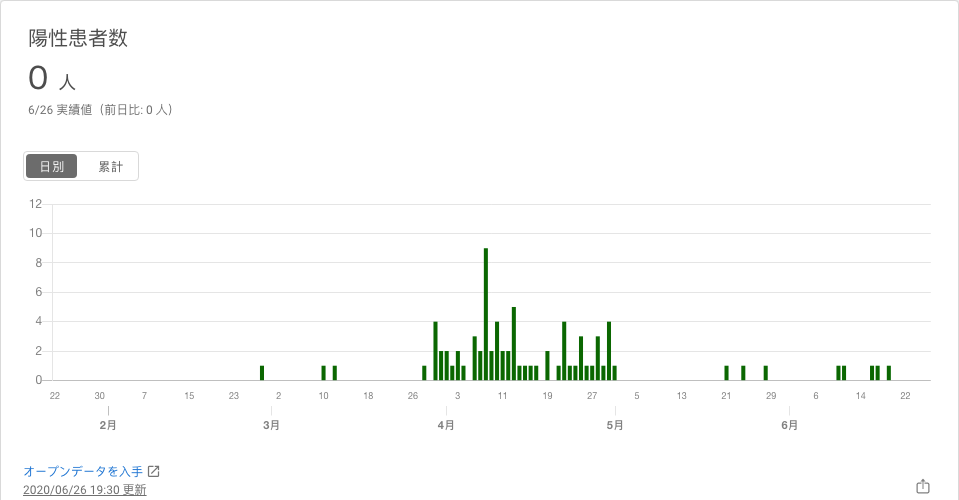 陽性患者数
0 人
6/26 実績値（前日比: 0 人）
日別 累計
12
10
8
6
4
2
0
22 30 7 15 23 2 10 18 26 3 11 19 27 5 13 21 29 6 14 22
2月 3月 4月 5月 6月
オープンデータを入手
2020/06/26 19:30 更新